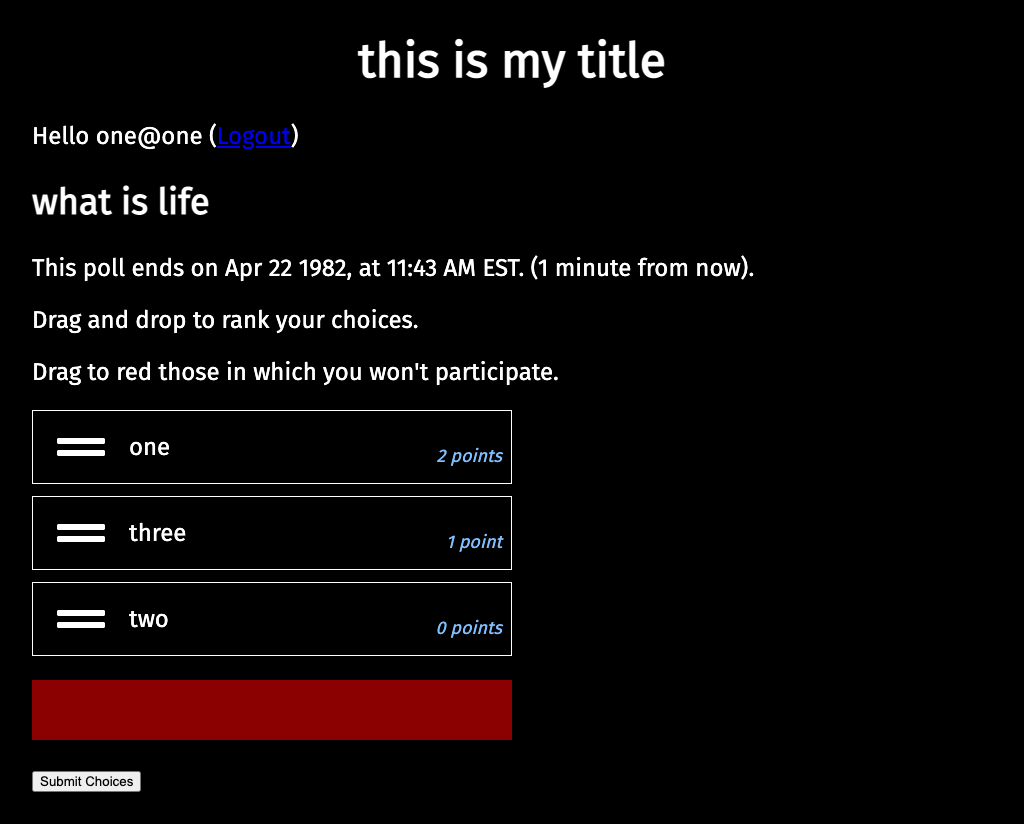 this is my title
Hello one@one (Logout)
what is life
This poll ends on Apr 22 1982, at 11:43 AM EST. (1 minute from now).
Drag and drop to rank your choices.
Drag to red those in which you won't participate.
one
2 points
three
1 point
two
0 points
Submit Choices